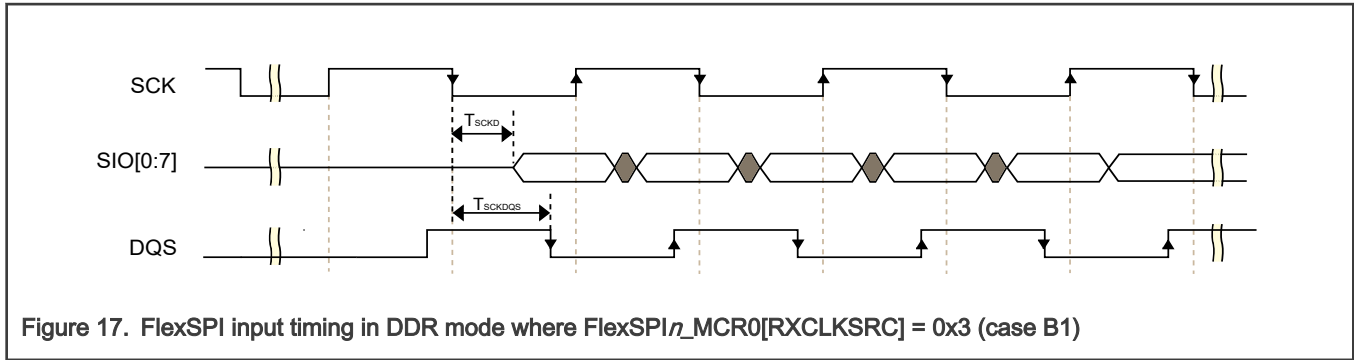 SCK
TSCKD
SIO[0:7]
TSCKDQS
DQS
Figure 17. FlexSPI input timing in DDR mode where FlexSPIn_MCR0[RXCLKSRC] = 0x3 (case B1)